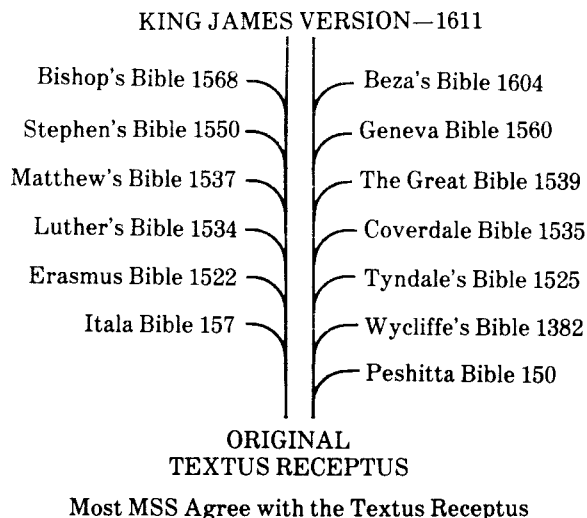 KING JAMES VERSION—1611
Bishop's Bible 1568
Beza's Bible 1604
Stephen's Bible 1550
Geneva Bible 1560
Matthew's Bible 1537
The Great Bible 1539
Luther's Bible 1534
Coverdale Bible 1535
Erasmus Bible 1522
Tyndale's Bible 1525
Itala Bible 157
Wycliffe's Bible 1382
Peshitta Bible 150
ORIGINAL
TEXTUS RECEPTUS
Most MSS Agree with the Textus Receptus